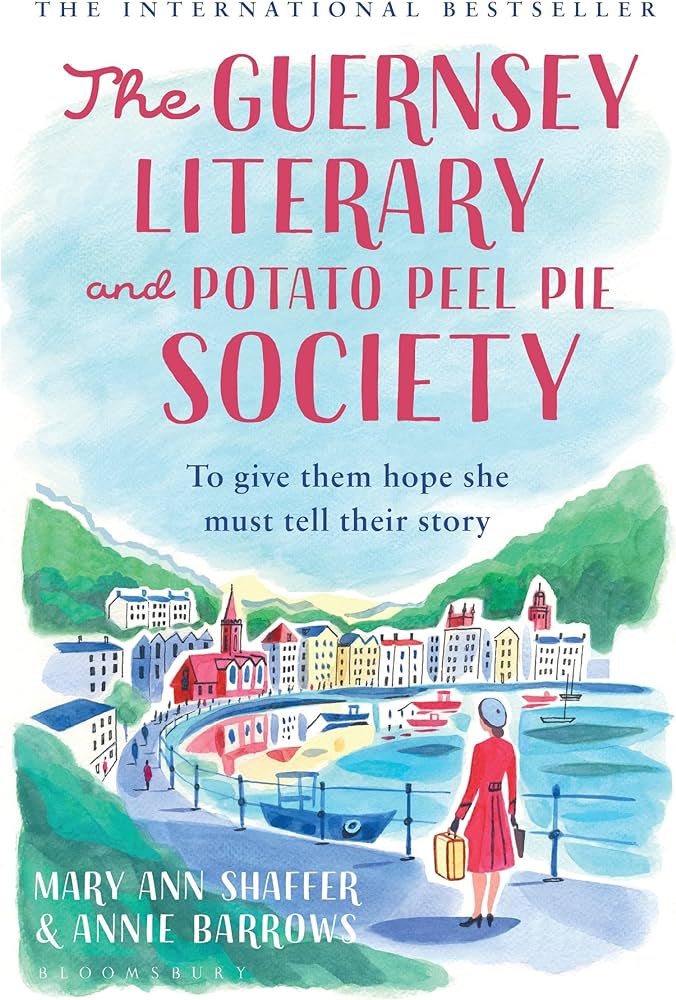 THE INTERNATIONAL BESTSELLER
The GUERNSEY
LITERARY
and POTATO PEEL PIE
SOCIETY
To give them hope she
must tell their story
MARY ANN SHAFFER
& ANNIE BARROWS
BLOOMSBURY